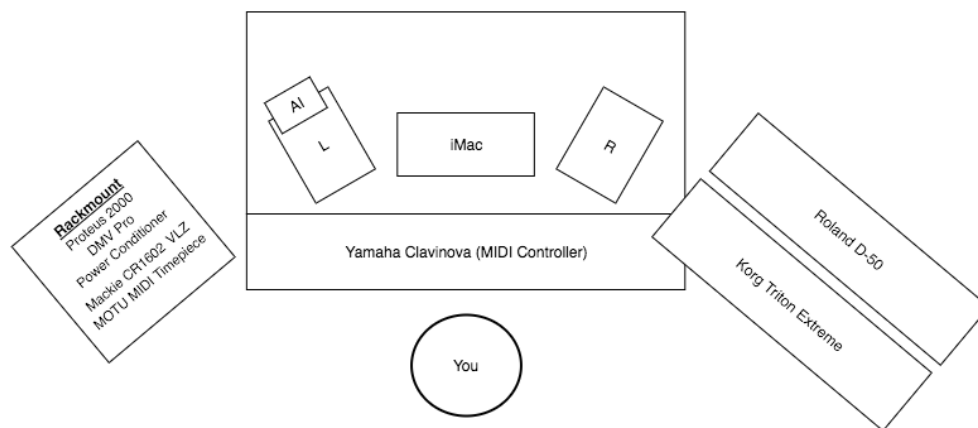 AI
L
iMac
R
Rackmount
Proteus 2000
DMV Pro
Power Conditioner
Mackie CR1602 VLZ
MOTU MIDI Timepiece
Yamaha Clavinova (MIDI Controller)
Roland D-50
Korg Triton Extreme
You